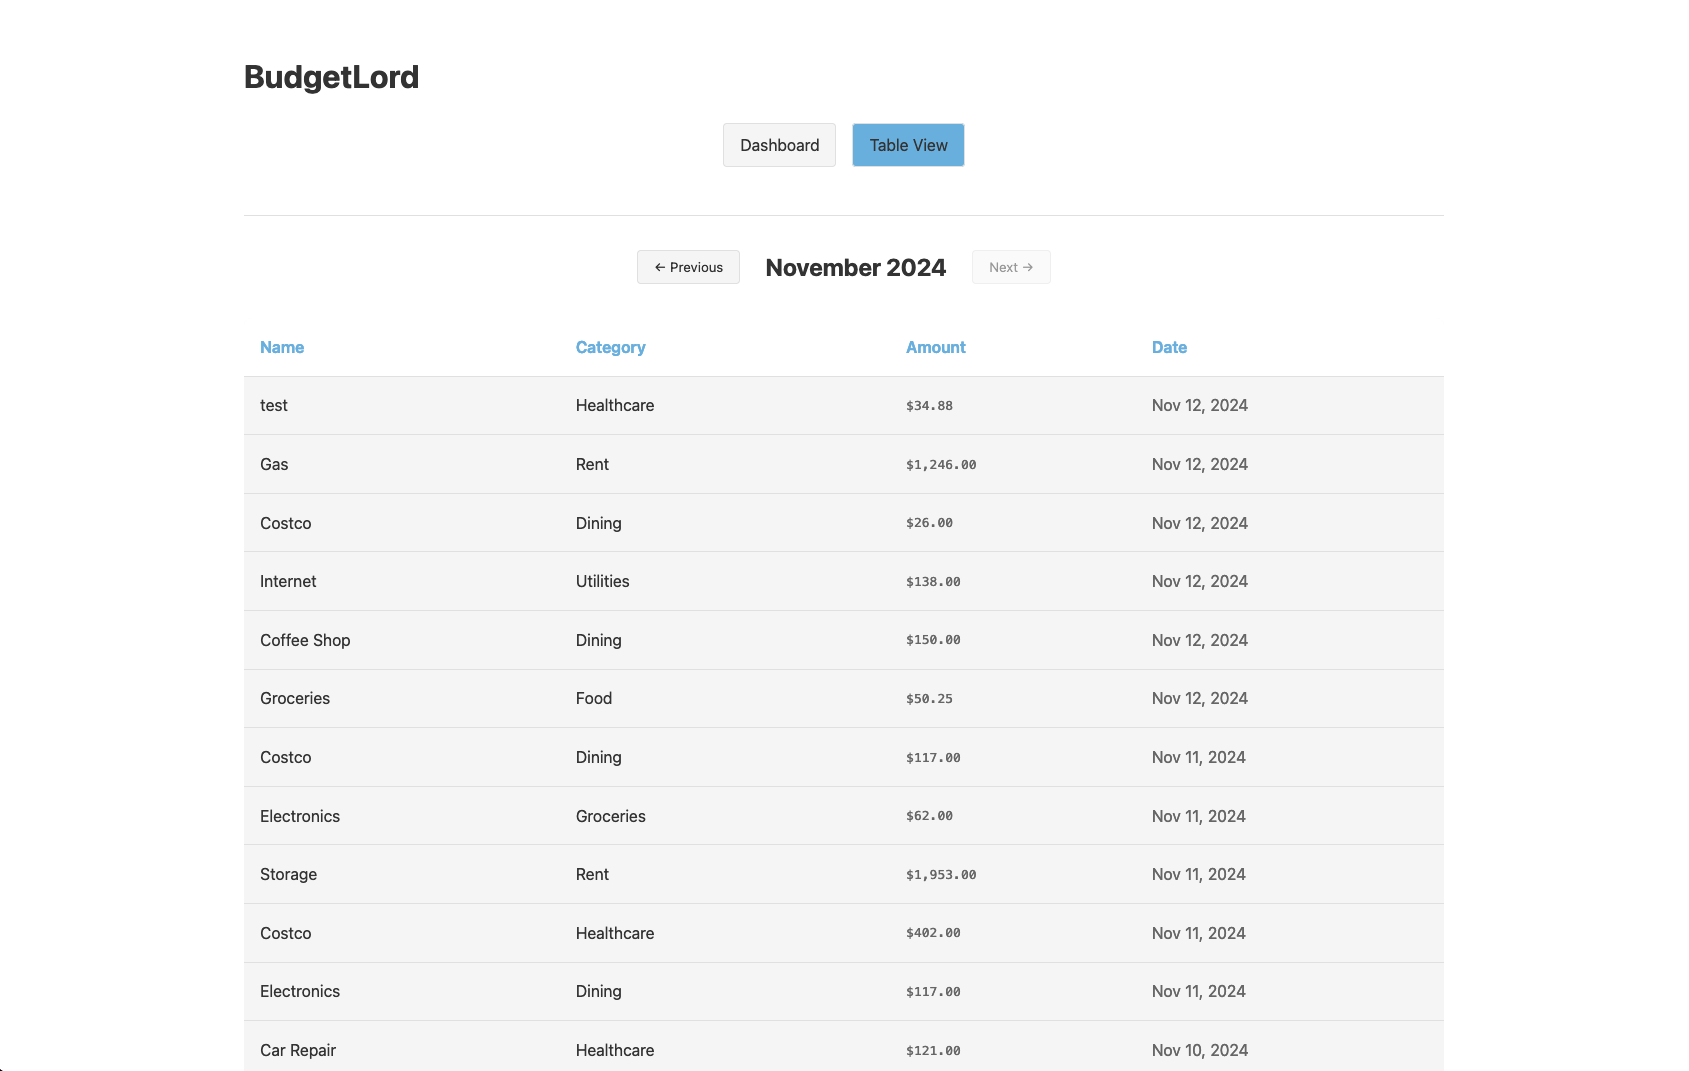 BudgetLord
Dashboard Table View
← Previous November 2024 Next →
Name Category Amount Date
test Healthcare $34.88 Nov 12, 2024
Gas Rent $1,246.00 Nov 12, 2024
Costco Dining $26.00 Nov 12, 2024
Internet Utilities $138.00 Nov 12, 2024
Coffee Shop Dining $150.00 Nov 12, 2024
Groceries Food $50.25 Nov 12, 2024
Costco Dining $117.00 Nov 11, 2024
Electronics Groceries $62.00 Nov 11, 2024
Storage Rent $1,953.00 Nov 11, 2024
Costco Healthcare $402.00 Nov 11, 2024
Electronics Dining $117.00 Nov 11, 2024
Car Repair Healthcare $121.00 Nov 10, 2024